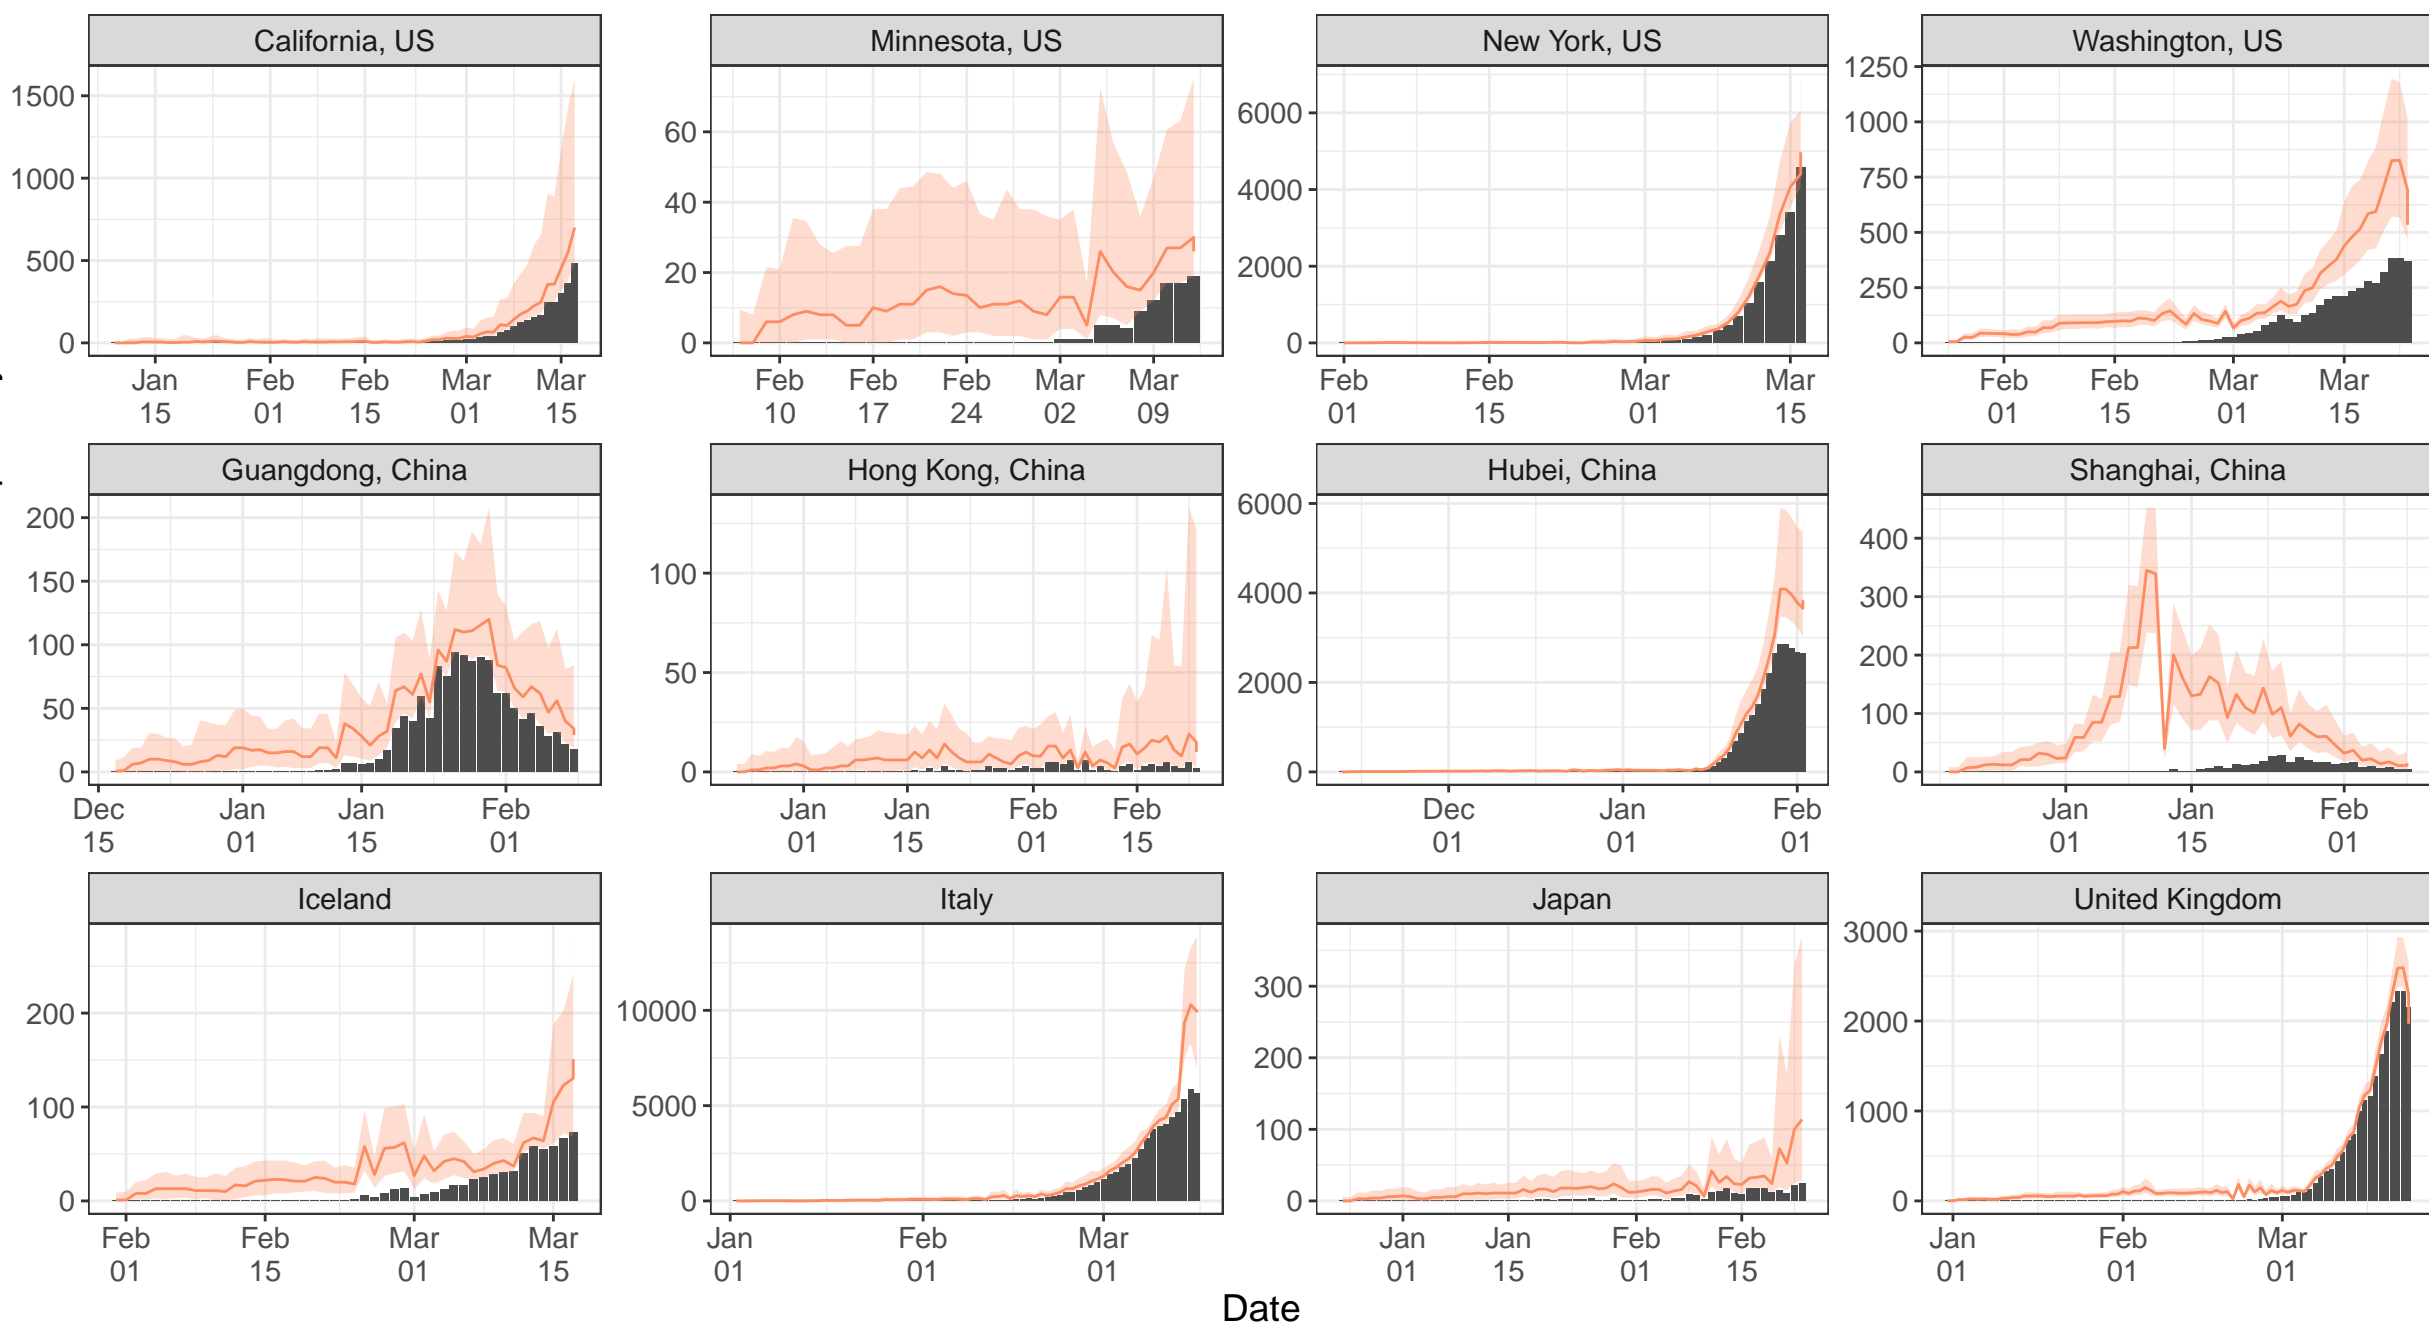 California, US
Minnesota, US
New York, US
Washington, US
1500
1000
500
0
Jan 15
Feb 01
Feb 15
Mar 01
Mar 15
60
40
20
0
Feb 10
Feb 17
Feb 24
Mar 02
Mar 09
6000
4000
2000
0
Feb 01
Feb 15
Mar 01
Mar 15
1250
1000
750
500
250
0
Feb 01
Feb 15
Mar 01
Mar 15
Guangdong, China
Hong Kong, China
Hubei, China
Shanghai, China
200
150
100
50
0
Dec 15
Jan 01
Jan 15
Feb 01
100
50
0
Jan 01
Jan 15
Feb 01
Feb 15
6000
4000
2000
0
Dec 01
Jan 01
Feb 01
400
300
200
100
0
Jan 01
Jan 15
Feb 01
Iceland
Italy
Japan
United Kingdom
200
100
0
Feb 01
Feb 15
Mar 01
Mar 15
10000
5000
0
Jan 01
Feb 01
Mar 01
300
200
100
0
Jan 01
Jan 15
Feb 01
Feb 15
3000
2000
1000
0
Jan 01
Feb 01
Mar 01
Date